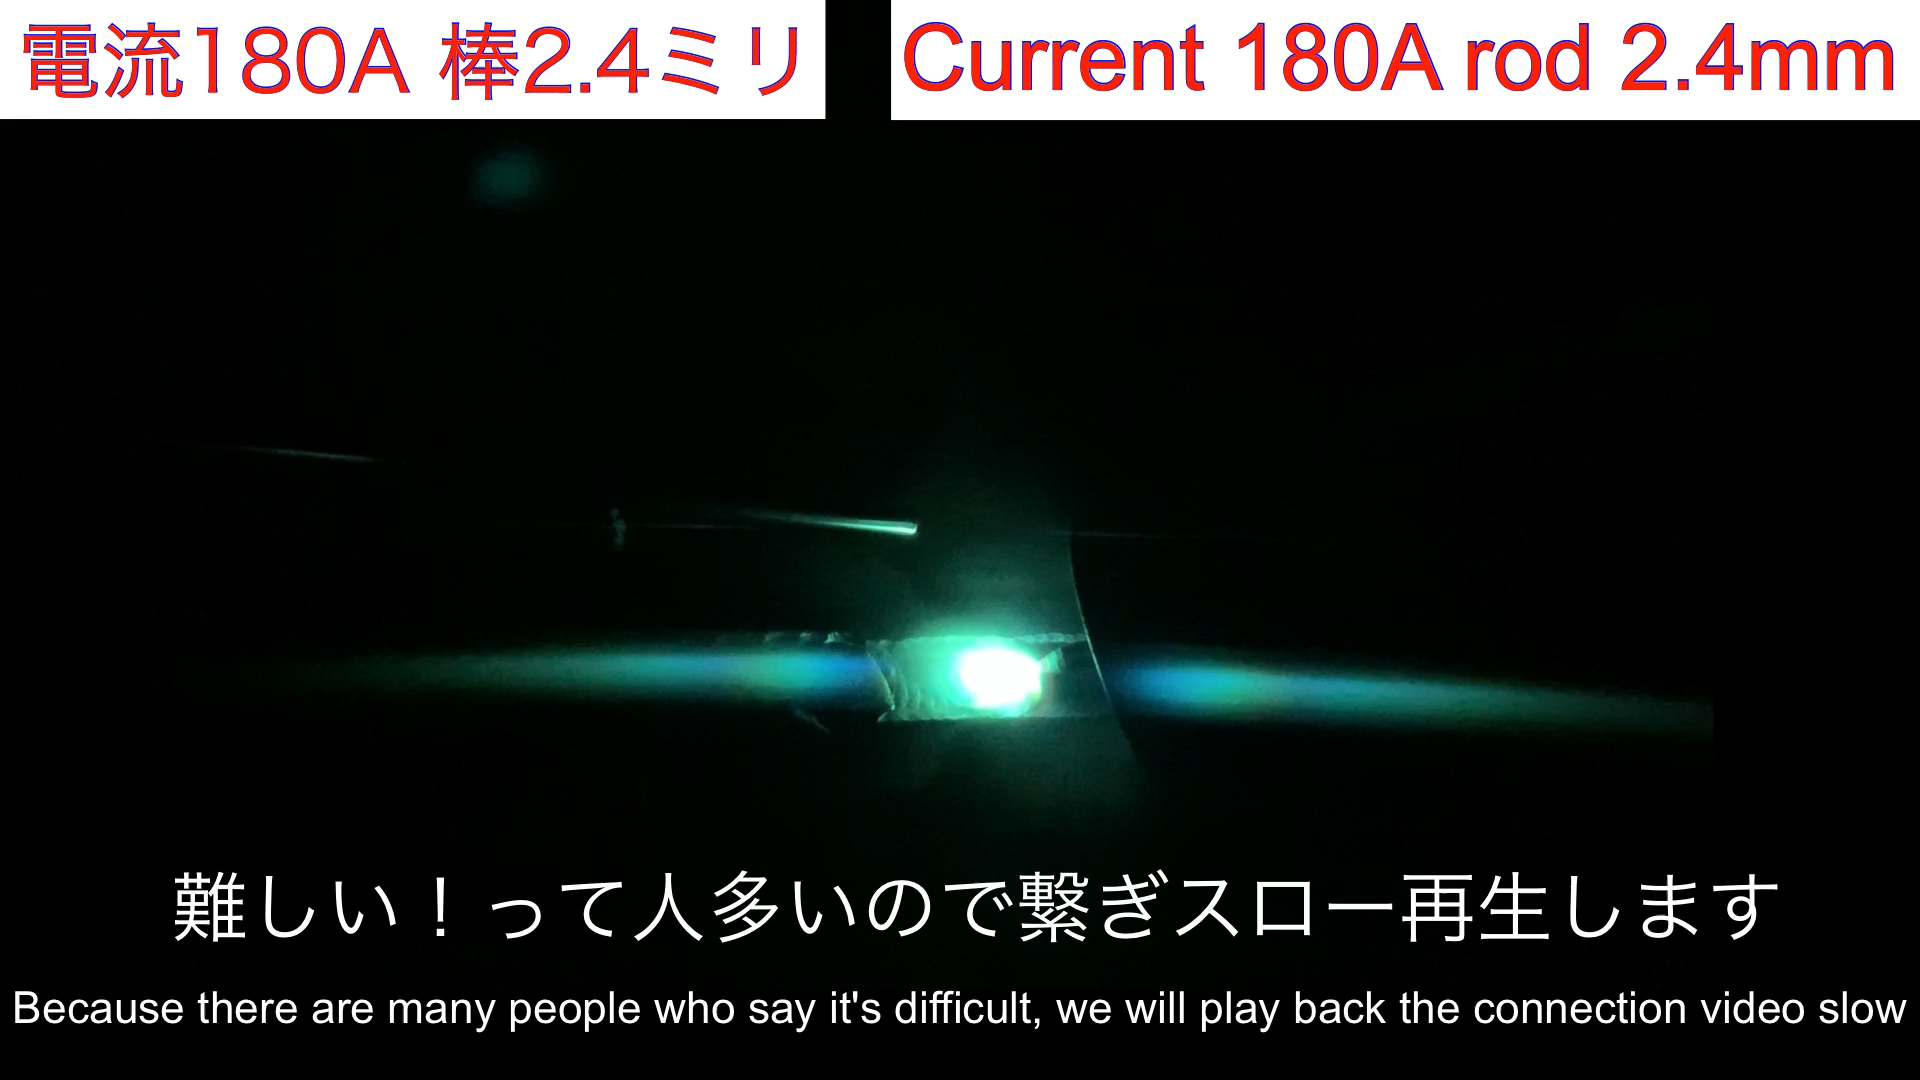 電流180A 棒2.4ミリ
Current 180A rod 2.4mm
難しい！って人多いので繋ぎスロー再生します
Because there are many people who say it's difficult, we will play back the connection video slow